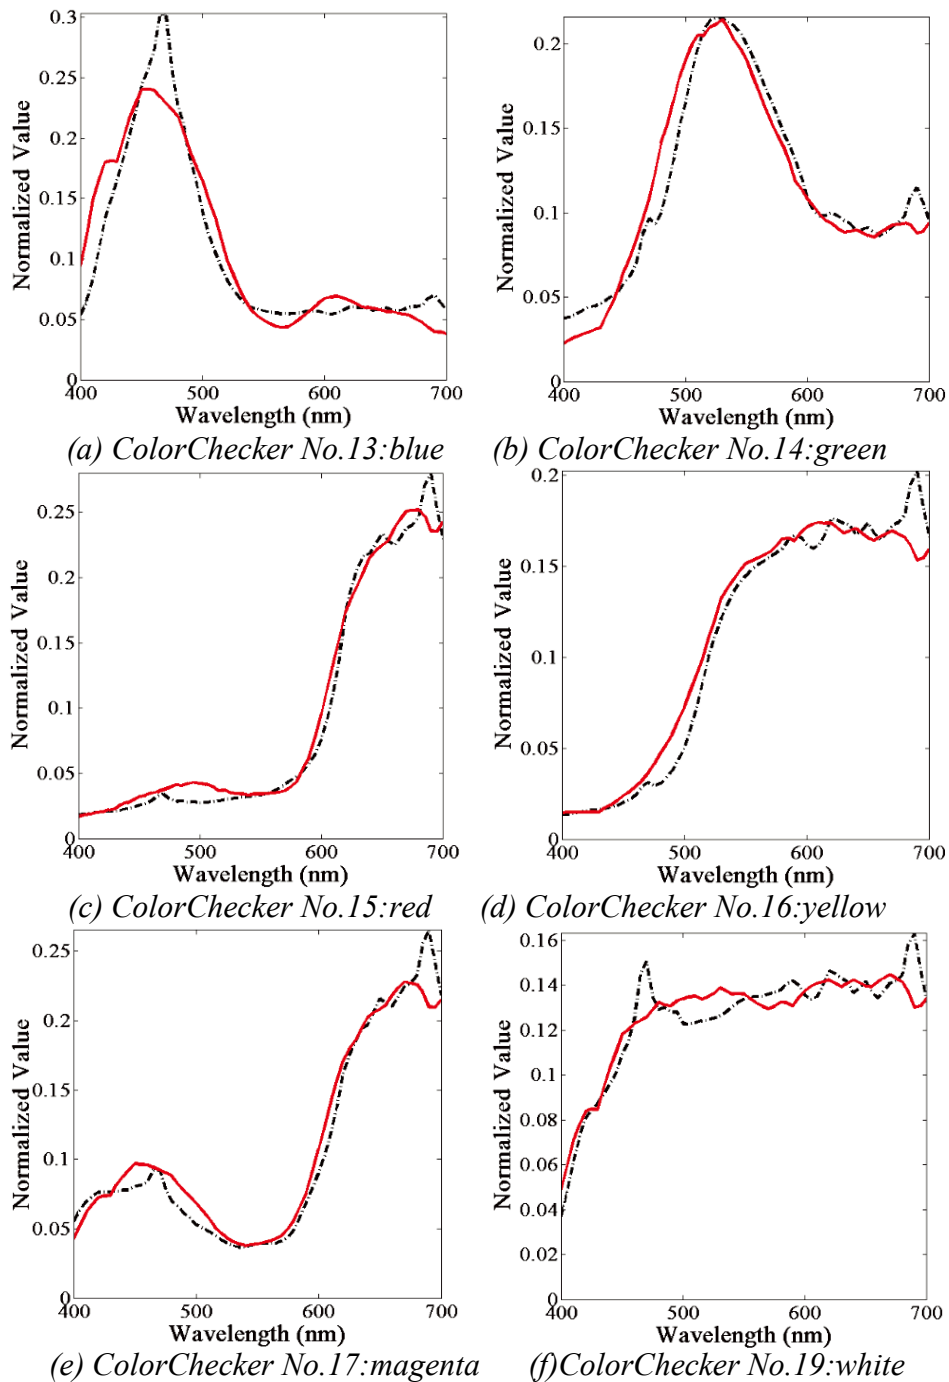 0.3
0.25
0.2
0.15
0.1
0.05
0
400 500 600 700
Normalized Value
Wavelength (nm)
(a) ColorChecker No.13:blue
0.2
0.15
0.1
0.05
0
400 500 600 700
Normalized Value
Wavelength (nm)
(b) ColorChecker No.14:green
0.25
0.2
0.15
0.1
0.05
0
400 500 600 700
Normalized Value
Wavelength (nm)
(c) ColorChecker No.15:red
0.2
0.15
0.1
0.05
0
400 500 600 700
Normalized Value
Wavelength (nm)
(d) ColorChecker No.16:yellow
0.25
0.2
0.15
0.1
0.05
0
400 500 600 700
Normalized Value
Wavelength (nm)
(e) ColorChecker No.17:magenta
0.16
0.14
0.12
0.1
0.08
0.06
0.04
0.02
0
400 500 600 700
Normalized Value
Wavelength (nm)
(f)ColorChecker No.19:white